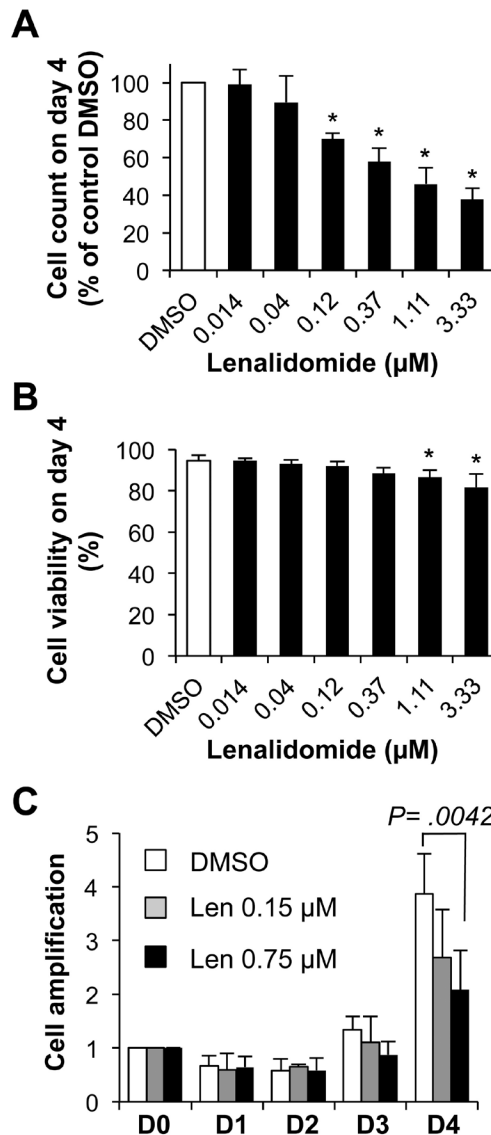 A
Cell count on day 4
(% of control DMSO)
100
80
60
40
20
0
* * * *
DMSO 0.014 0.04 0.12 0.37 1.11 3.33
Lenalidomide (µM)
B
Cell viability on day 4
(%)
100
80
60
40
20
0
* *
DMSO 0.014 0.04 0.12 0.37 1.11 3.33
Lenalidomide (µM)
C
P= .0042
Cell amplification
5
4
3
2
1
0
DMSO
Len 0.15 µM
Len 0.75 µM
D0 D1 D2 D3 D4